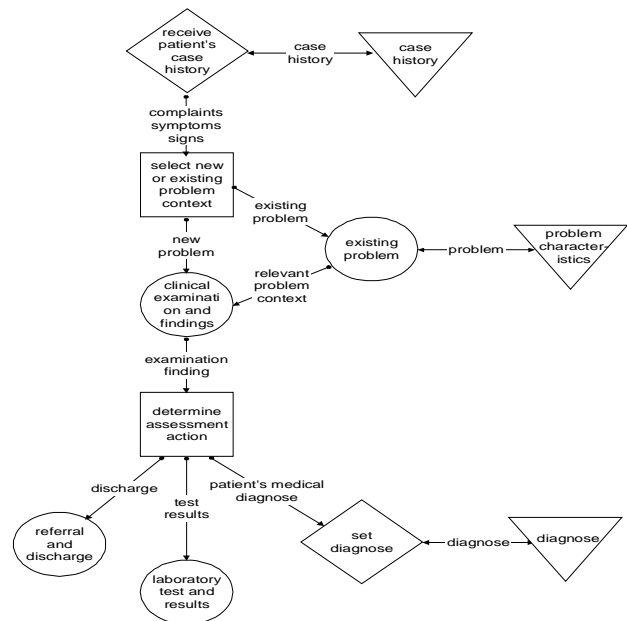 receive
patient's
case
history
case
history
case
history
complaints
symptoms
signs
select new
or existing
problem
context
existing
problem
new
problem
existing
problem
problem
problem
character-
istics
relevant
problem
context
clinical
examinati
on and
findings
examination
finding
determine
assessment
action
discharge
test
results
patient's medical
diagnose
referral
and
discharge
laboratory
test and
results
set
diagnose
diagnose
diagnose